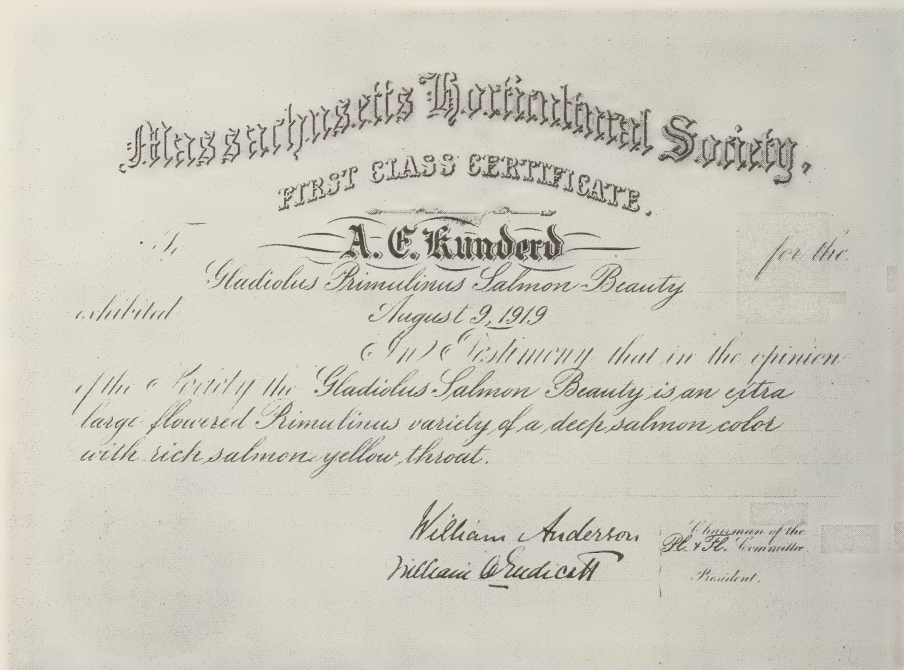 Massachusetts Horticultural Society,
FIRST CLASS CERTIFICATE.
To A. E. Kunderd for the
Gladiolus Primulinus Salmon Beauty
exhibited August 9, 1919
In Testimony that in the opinion
of the Society the Gladiolus Salmon Beauty is an extra
large flowered Primulinus variety of a deep salmon color
with rich salmon yellow throat.
William Anderson Chairman of the
Pl. & Fl. Committee.
William C Endicott President.